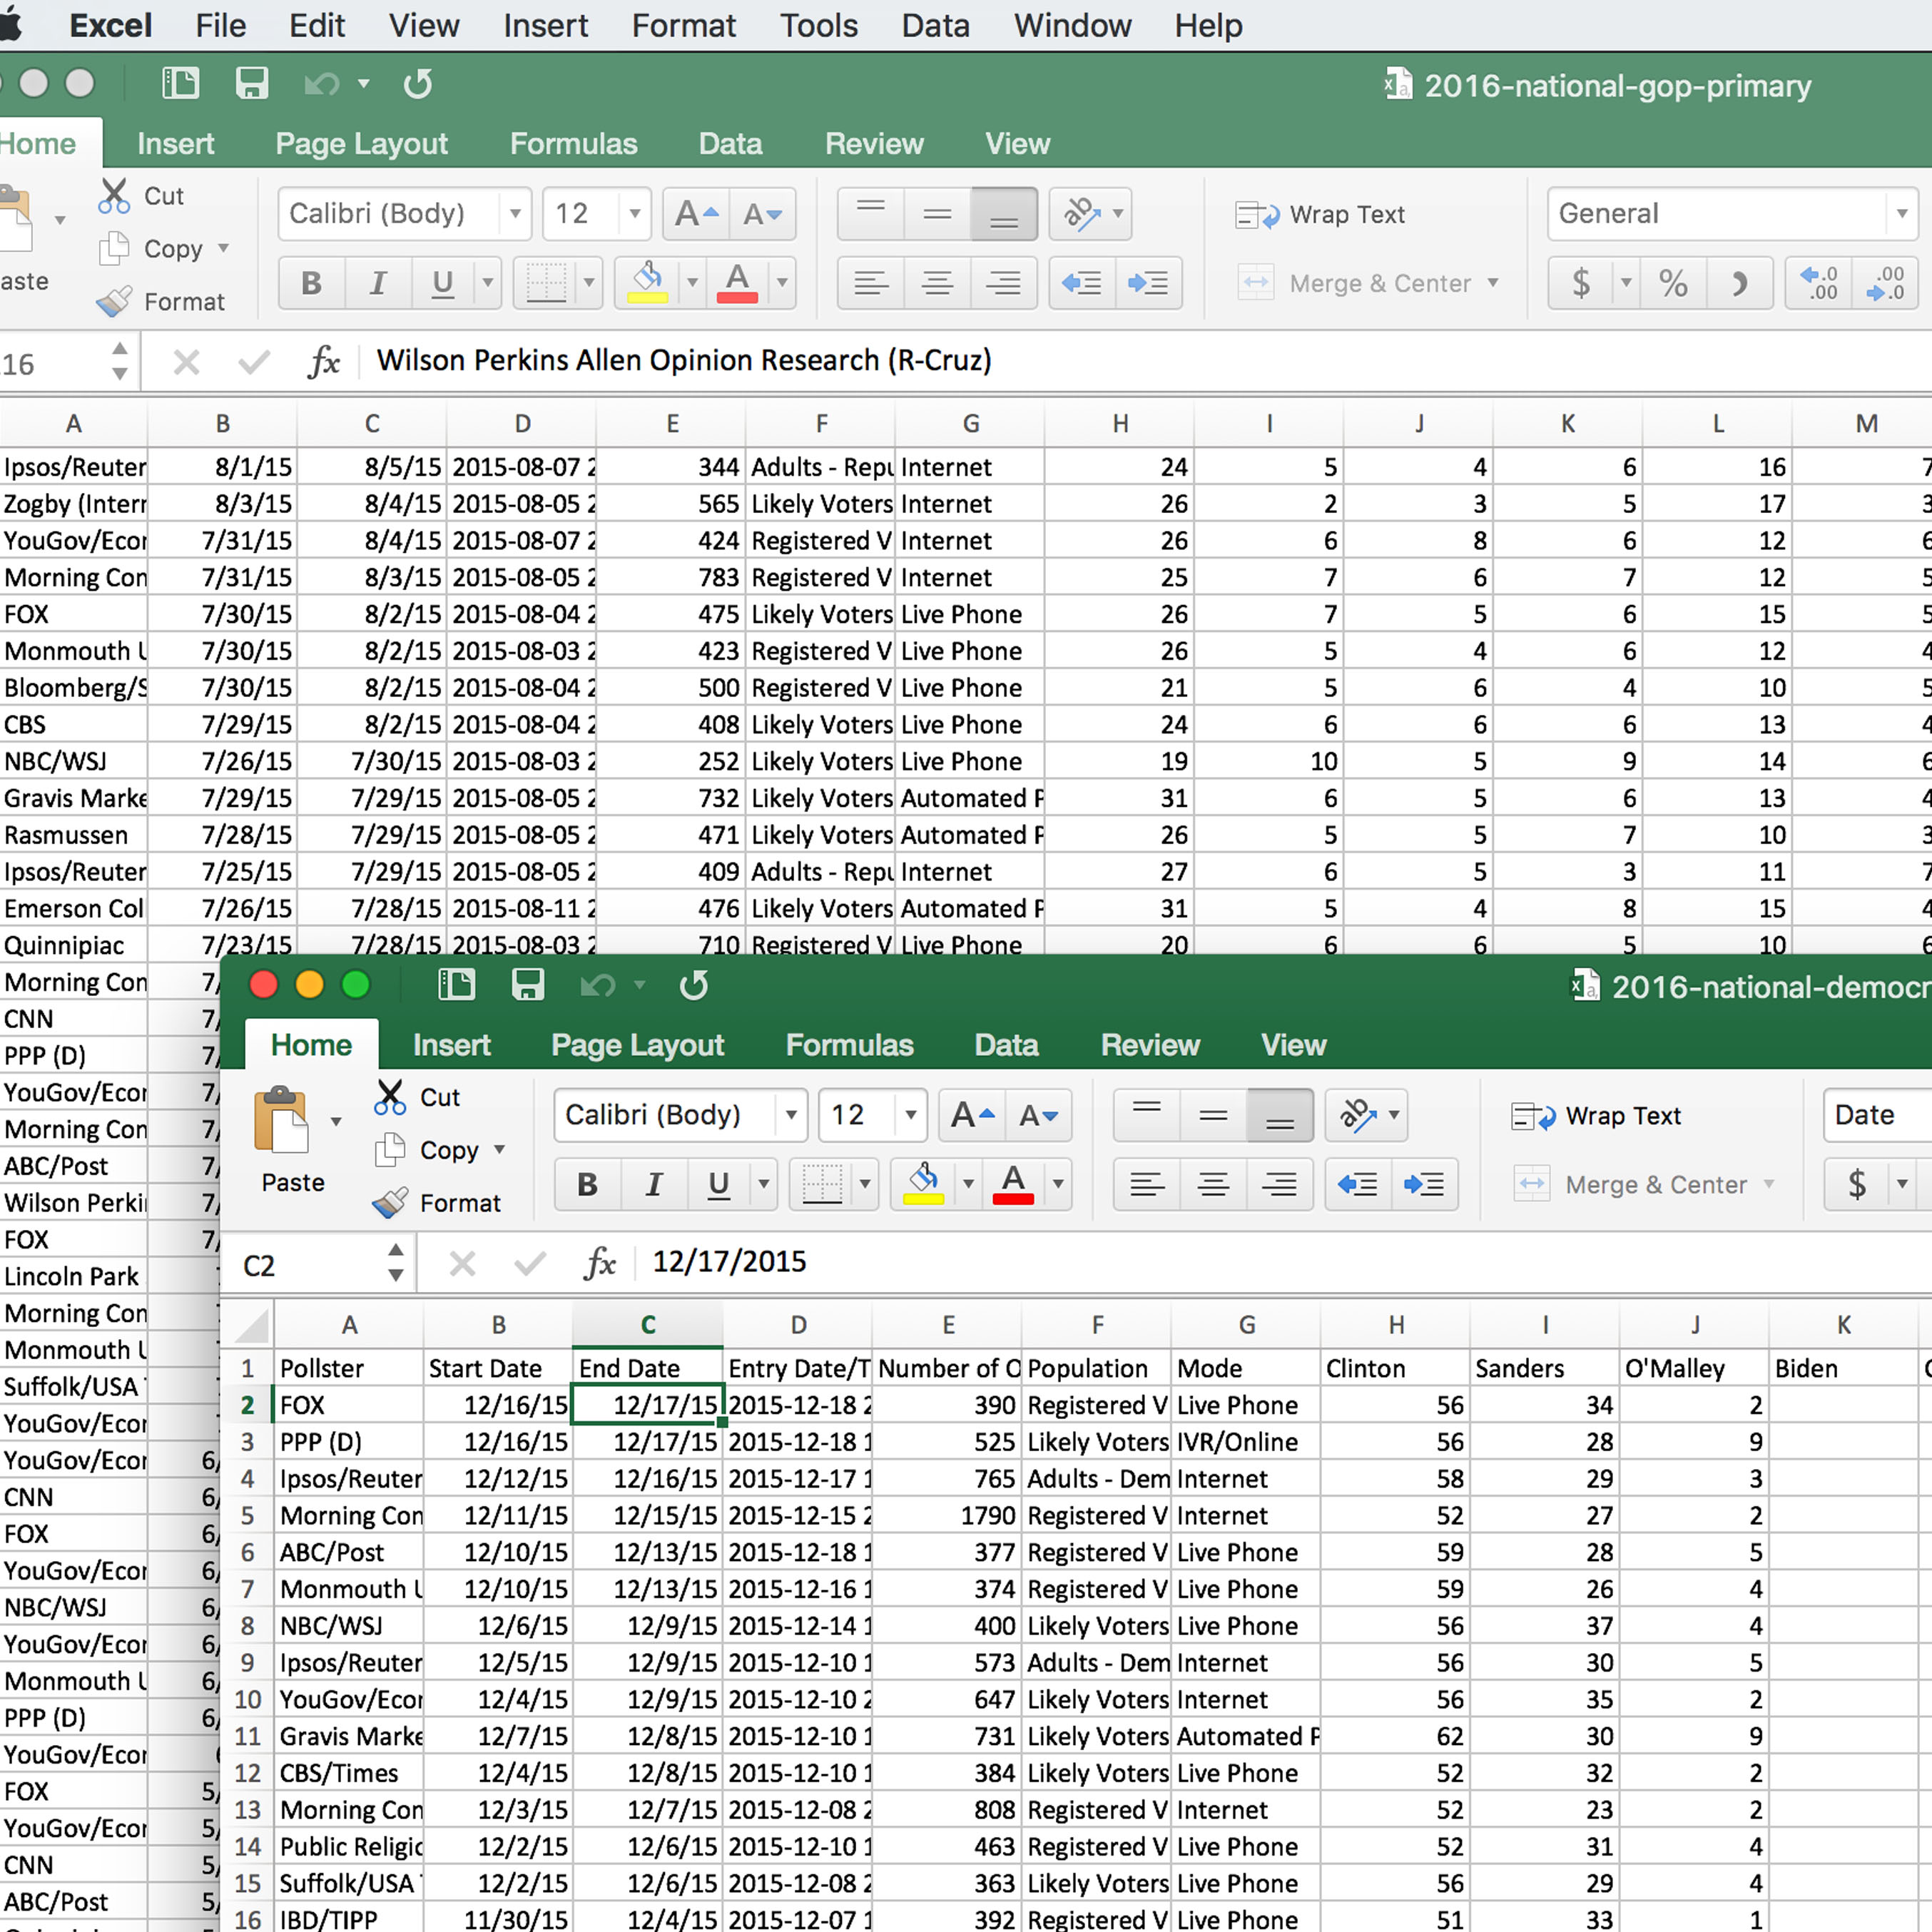 Excel File Edit View Insert Format Tools Data Window Help
2016-national-gop-primary
Home Insert Page Layout Formulas Data Review View
Cut Calibri (Body) 12 A A ab Wrap Text General
Copy
aste B I U A Merge & Center $ % .0 .00 .00 .0
Format
16 fx Wilson Perkins Allen Opinion Research (R-Cruz)
A B C D E F G H I J K L M
Ipsos/Reuter 8/1/15 8/5/15 2015-08-07 2 344 Adults - Repu Internet 24 5 4 6 16 7
Zogby (Interr 8/3/15 8/4/15 2015-08-05 2 565 Likely Voters Internet 26 2 3 5 17 3
YouGov/Econ 7/31/15 8/4/15 2015-08-07 2 424 Registered V Internet 26 6 8 6 12 6
Morning Con 7/31/15 8/3/15 2015-08-05 2 783 Registered V Internet 25 7 6 7 12 5
FOX 7/30/15 8/2/15 2015-08-04 2 475 Likely Voters Live Phone 26 7 5 6 15 5
Monmouth U 7/30/15 8/2/15 2015-08-03 2 423 Registered V Live Phone 26 5 4 6 12 4
Bloomberg/S 7/30/15 8/2/15 2015-08-04 2 500 Registered V Live Phone 21 5 6 4 10 5
CBS 7/29/15 8/2/15 2015-08-04 2 408 Likely Voters Live Phone 24 6 6 6 13 4
NBC/WSJ 7/26/15 7/30/15 2015-08-03 2 252 Likely Voters Live Phone 19 10 5 9 14 6
Gravis Marke 7/29/15 7/29/15 2015-08-05 2 732 Likely Voters Automated P 31 6 5 6 13 4
Rasmussen 7/28/15 7/29/15 2015-08-05 2 471 Likely Voters Automated P 26 5 5 7 10 3
Ipsos/Reuter 7/25/15 7/29/15 2015-08-05 2 409 Adults - Repu Internet 27 6 5 3 11 7
Emerson Col 7/26/15 7/28/15 2015-08-11 2 476 Likely Voters Automated P 31 5 4 8 15 4
Quinnipiac 7/23/15 7/28/15 2015-08-03 2 710 Registered V Live Phone 20 6 6 5 10 6
Morning Con 7/
CNN 7/
PPP (D) 7/
YouGov/Econ 7/
Morning Con 7/
ABC/Post 7/
Wilson Perkin 7/
FOX 7/
Lincoln Park
Morning Con
Monmouth U
Suffolk/USA
YouGov/Econ
YouGov/Econ 6/
CNN 6/
FOX 6/
YouGov/Econ 6/
NBC/WSJ 6/
YouGov/Econ 6/
Monmouth U 6/
PPP (D) 6/
YouGov/Econ
FOX 5/
YouGov/Econ 5/
CNN 5/
ABC/Post 5/
2016-national-democr
Home Insert Page Layout Formulas Data Review View
Cut Calibri (Body) 12 A A ab Wrap Text Date
Copy
Paste B I U A Merge & Center $
Format
C2 fx 12/17/2015
A B C D E F G H I J K
1 Pollster Start Date End Date Entry Date/T Number of O Population Mode Clinton Sanders O'Malley Biden
2 FOX 12/16/15 12/17/15 2015-12-18 2 390 Registered V Live Phone 56 34 2
3 PPP (D) 12/16/15 12/17/15 2015-12-18 1 525 Likely Voters IVR/Online 56 28 9
4 Ipsos/Reuter 12/12/15 12/16/15 2015-12-17 1 765 Adults - Dem Internet 58 29 3
5 Morning Con 12/11/15 12/15/15 2015-12-15 2 1790 Registered V Internet 52 27 2
6 ABC/Post 12/10/15 12/13/15 2015-12-18 1 377 Registered V Live Phone 59 28 5
7 Monmouth U 12/10/15 12/13/15 2015-12-16 1 374 Registered V Live Phone 59 26 4
8 NBC/WSJ 12/6/15 12/9/15 2015-12-14 1 400 Likely Voters Live Phone 56 37 4
9 Ipsos/Reuter 12/5/15 12/9/15 2015-12-10 1 573 Adults - Dem Internet 56 30 5
10 YouGov/Econ 12/4/15 12/9/15 2015-12-10 2 647 Likely Voters Internet 56 35 2
11 Gravis Marke 12/7/15 12/8/15 2015-12-10 1 731 Likely Voters Automated P 62 30 9
12 CBS/Times 12/4/15 12/8/15 2015-12-10 1 384 Likely Voters Live Phone 52 32 2
13 Morning Con 12/3/15 12/7/15 2015-12-08 2 808 Registered V Internet 52 23 2
14 Public Religio 12/2/15 12/6/15 2015-12-10 1 463 Registered V Live Phone 52 31 4
15 Suffolk/USA 12/2/15 12/6/15 2015-12-08 2 363 Likely Voters Live Phone 56 29 4
16 IBD/TIPP 11/30/15 12/4/15 2015-12-07 1 392 Registered V Live Phone 51 33 1